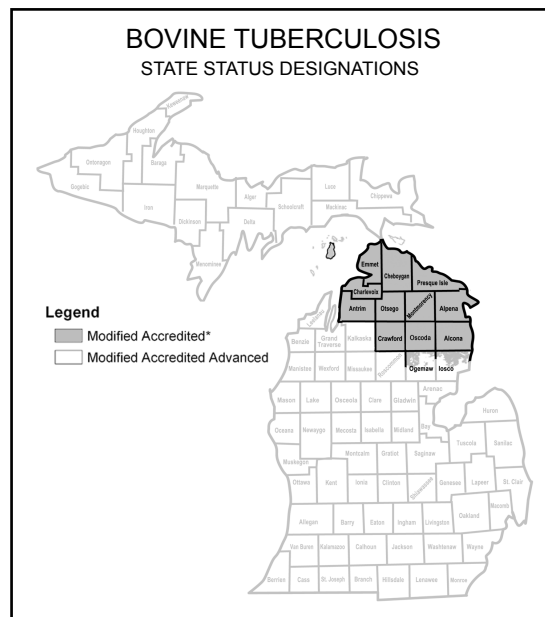 BOVINE TUBERCULOSIS
STATE STATUS DESIGNATIONS
Keweenaw
Houghton
Ontonagon
Baraga
Gogebic
Iron
Marquette
Alger
Luce
Chippewa
Schoolcraft
Mackinac
Dickinson
Delta
Menominee
Emmet
Cheboygan
Presque Isle
Charlevoix
Legend
Modified Accredited*
Modified Accredited Advanced
Antrim
Otsego
Montmorency
Alpena
Leelanau
Benzie
Grand
Traverse
Kalkaska
Crawford
Oscoda
Alcona
Manistee
Wexford
Missaukee
Roscommon
Ogemaw
Iosco
Arenac
Mason
Lake
Osceola
Clare
Gladwin
Huron
Oceana
Newaygo
Mecosta
Isabella
Midland
Bay
Tuscola
Sanilac
Muskegon
Montcalm
Gratiot
Saginaw
Ottawa
Kent
Ionia
Clinton
Shiawassee
Genesee
Lapeer
St. Clair
Macomb
Allegan
Barry
Eaton
Ingham
Livingston
Oakland
Van Buren
Kalamazoo
Calhoun
Jackson
Washtenaw
Wayne
Berrien
Cass
St. Joseph
Branch
Hillsdale
Lenawee
Monroe